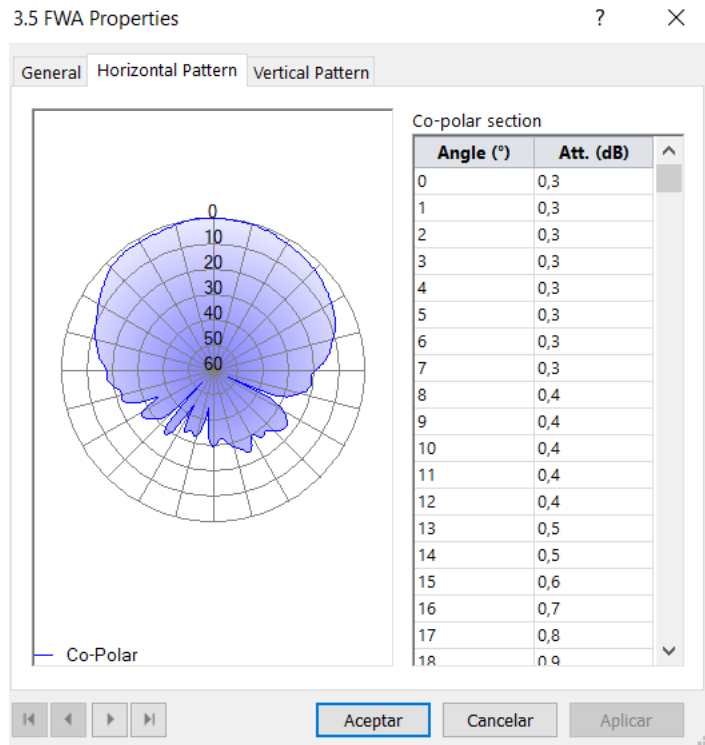 3.5 FWA Properties
?
×
General
Horizontal Pattern
Vertical Pattern
0
10
20
30
40
50
60
Co-Polar
Co-polar section
Angle (°) Att. (dB)
0 0,3
1 0,3
2 0,3
3 0,3
4 0,3
5 0,3
6 0,3
7 0,3
8 0,4
9 0,4
10 0,4
11 0,4
12 0,4
13 0,5
14 0,5
15 0,6
16 0,7
17 0,8
18 0,9
Aceptar
Cancelar
Aplicar